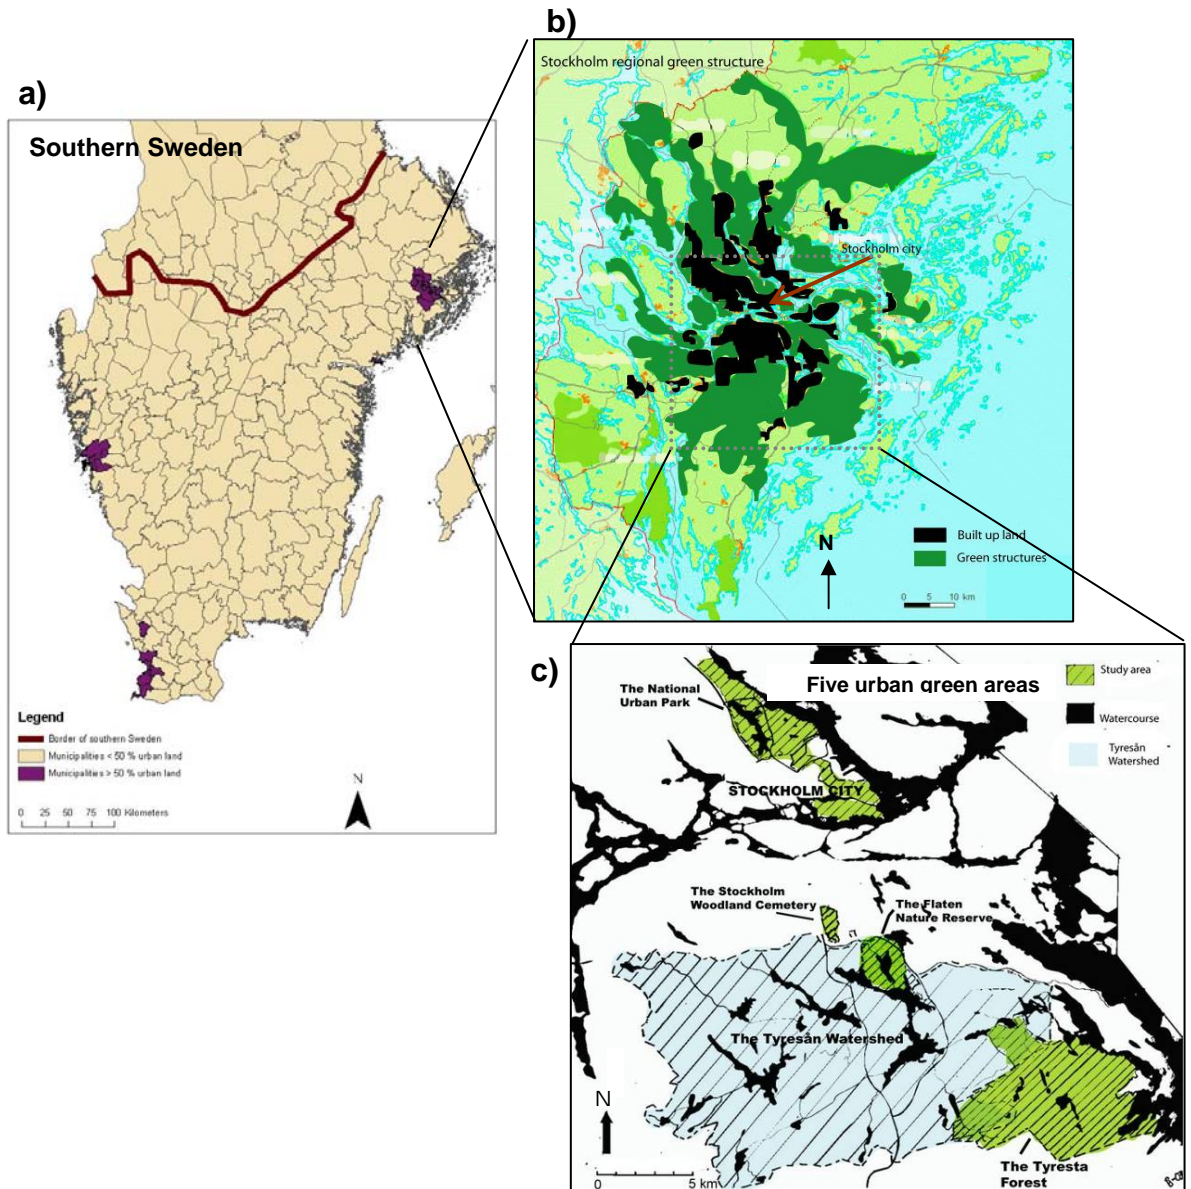 a)
Southern Sweden
Legend
Border of southern Sweden
Municipalities < 50 % urban land
Municipalities > 50 % urban land
0 25 50 75 100 Kilometers
N
b)
Stockholm regional green structure
Stockholm city
N
Built up land
Green structures
0 5 10 km
c)
Five urban green areas
Study area
Watercourse
Tyresån
Watershed
The National
Urban Park
STOCKHOLM CITY
The Stockholm
Woodland Cemetery
The Flaten
Nature Reserve
The Tyresån Watershed
N
0 5 km
The Tyresta
Forest